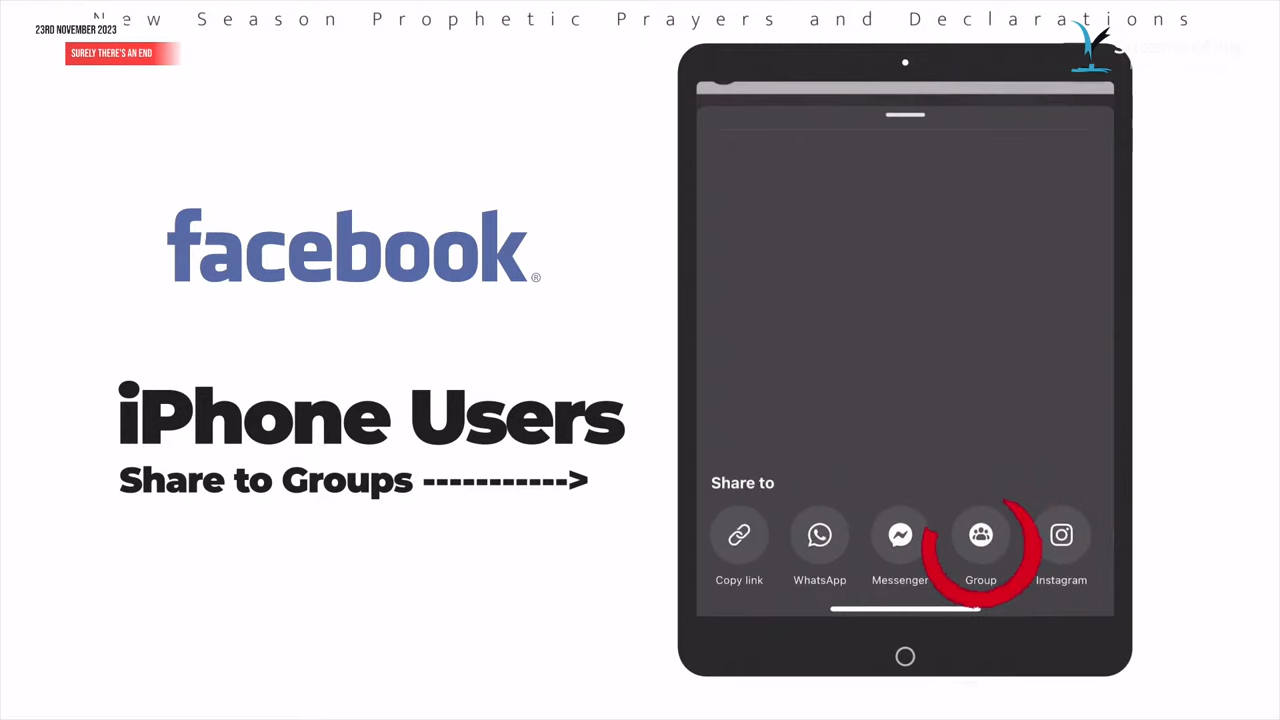 New Season Prophetic Prayers and Declarations
23RD NOVEMBER 2023
SURELY THERE'S AN END
facebook®
iPhone Users
Share to Groups ----------->
Share to
Copy link
WhatsApp
Messenger
Group
Instagram